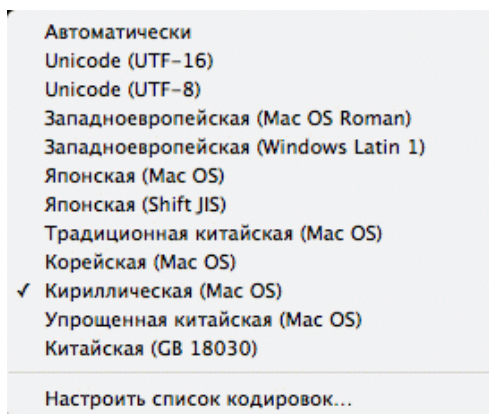 Автоматически
Unicode (UTF-16)
Unicode (UTF-8)
Западноевропейская (Mac OS Roman)
Западноевропейская (Windows Latin 1)
Японская (Mac OS)
Японская (Shift JIS)
Традиционная китайская (Mac OS)
Корейская (Mac OS)
✓ Кириллическая (Mac OS)
Упрощенная китайская (Mac OS)
Китайская (GB 18030)
Настроить список кодировок...